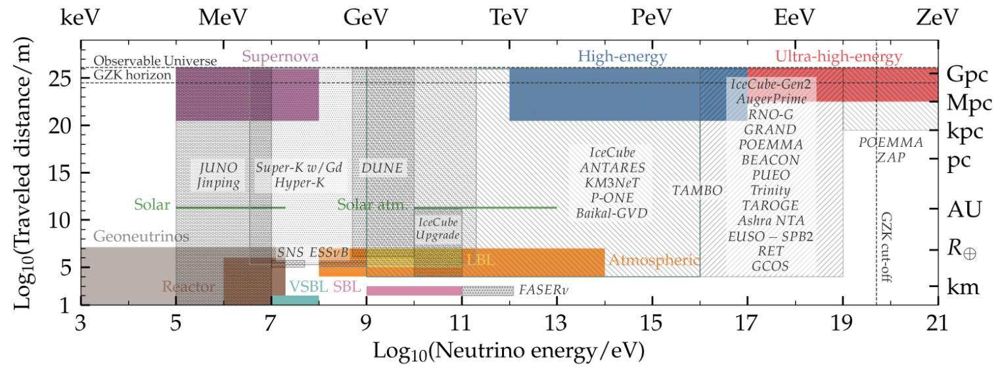 keV MeV GeV TeV PeV EeV ZeV
Log10(Traveled distance/m)
25
20
15
10
5
1
Observable Universe
GZK horizon
Supernova
High-energy
Ultra-high-energy
Gpc
Mpc
kpc
pc
AU
R⊕
km
JUNO
Jinping
Super-K w/Gd
Hyper-K
DUNE
IceCube
ANTARES
KM3NeT
P-ONE
Baikal-GVD
TAMBO
IceCube-Gen2
AugerPrime
RNO-G
GRAND
POEMMA
BEACON
PUEO
Trinity
TAROGE
Ashra NTA
EUSO – SPB2
RET
GCOS
POEMMA
ZAP
Solar
Solar atm.
IceCube
Upgrade
GZK cut-off
Geoneutrinos
SNS ESSνB
LBL
Atmospheric
Reactor
VSBL
SBL
FASERν
3 5 7 9 11 13 15 17 19 21
Log10(Neutrino energy/eV)